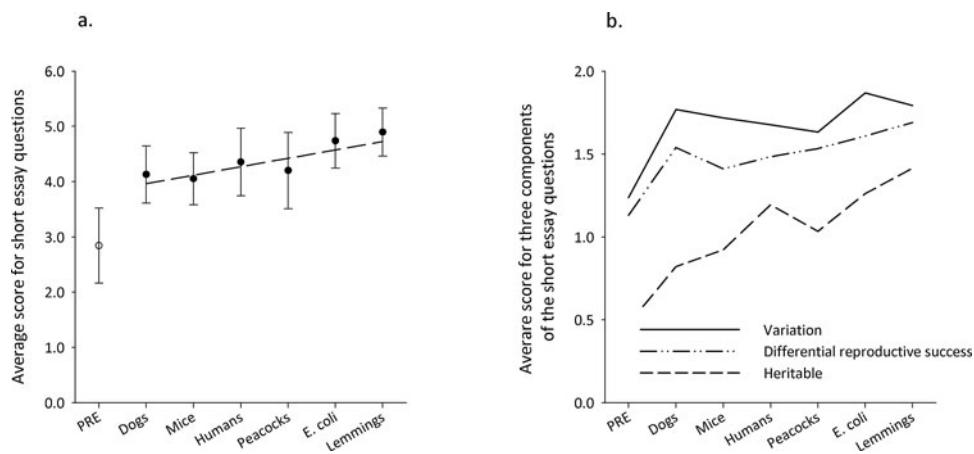 a.
Average score for short essay questions
6.0
5.0
4.0
3.0
2.0
1.0
0.0
PRE
Dogs
Mice
Humans
Peacocks
E. coli
Lemmings
b.
Averare score for three components
of the short essay questions
2.0
1.5
1.0
0.5
0.0
Variation
Differential reproductive success
Heritable
PRE
Dogs
Mice
Humans
Peacocks
E. coli
Lemmings